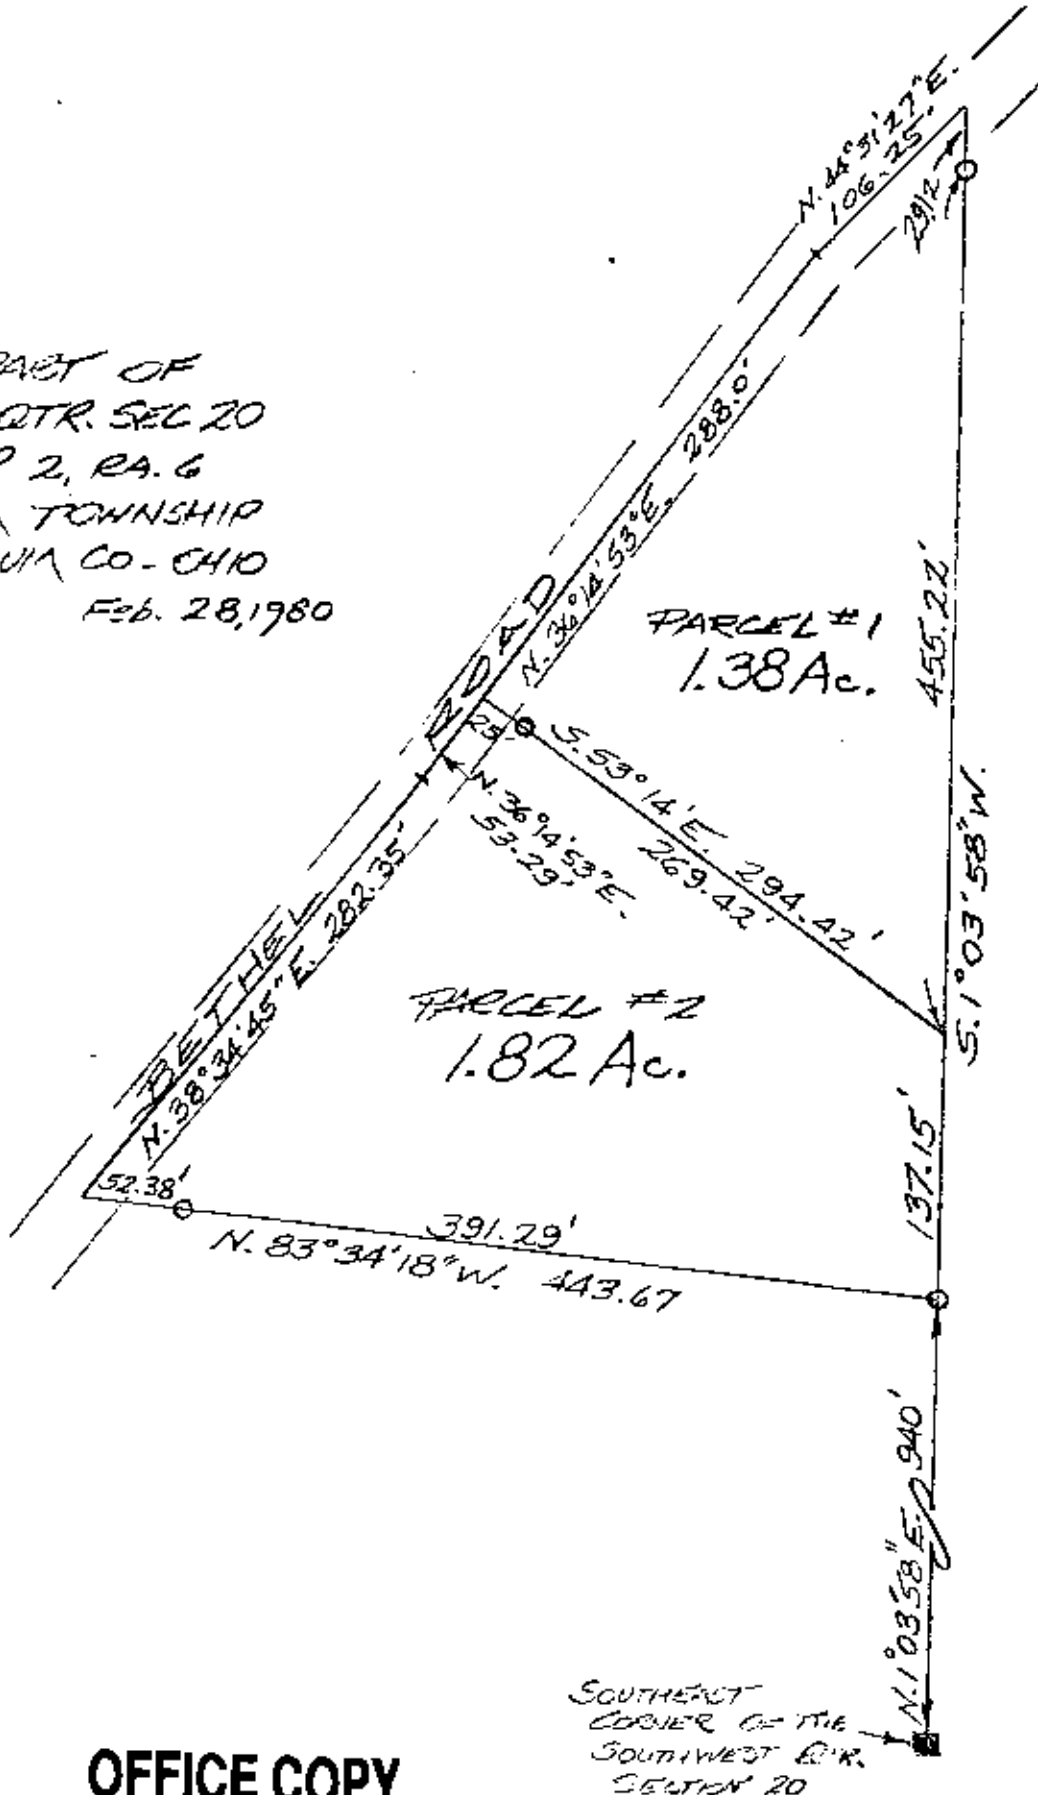 N. 44°31'27"E.
106.25'
29.12
PART OF
QTR. SEC 20
P 2, RA. 6
TOWNSHIP
CO - OHIO
Feb. 28, 1980
288.0'
N. 36°14'53"E.
455.22'
PARCEL #1
1.38 Ac.
ROAD
25'
S. 53°14'E. 294.42'
269.42'
N. 36°14'53"E.
53.29'
S. 1°03'58"W.
BETHEL
N. 38°34'45"E. 282.35'
PARCEL #2
1.82 Ac.
137.15'
52.38'
391.29'
N. 83°34'18"W. 443.67
N. 1°03'58"E. 940'
SOUTHEAST
CORNER OF THE
SOUTHWEST QTR.
SECTION 20
OFFICE COPY